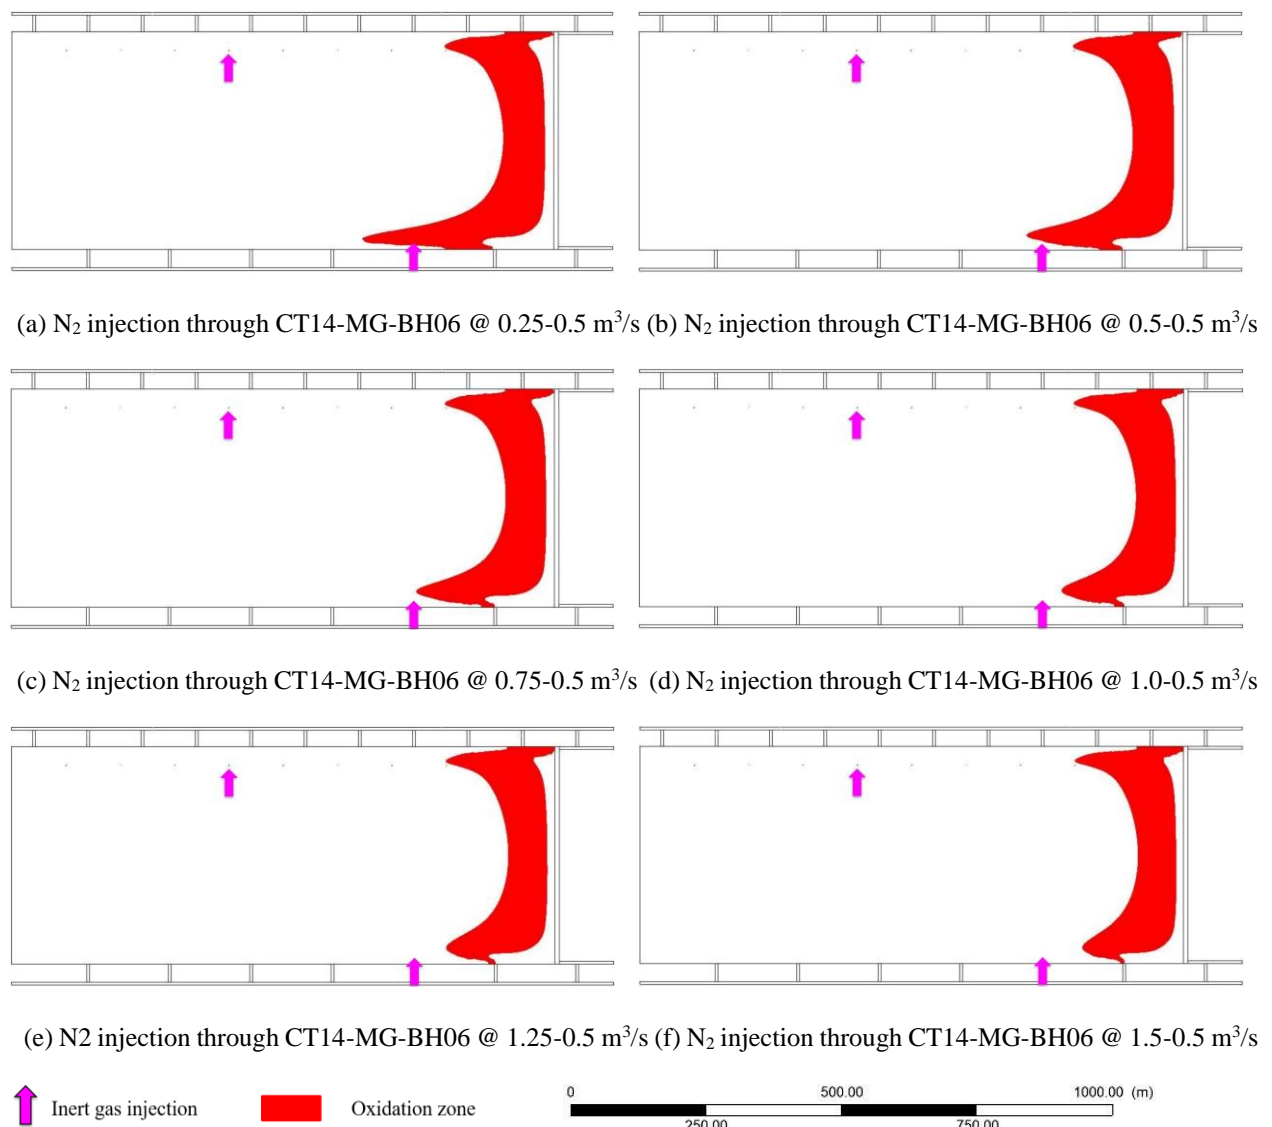 (a) N₂ injection through CT14-MG-BH06 @ 0.25-0.5 m³/s (b) N₂ injection through CT14-MG-BH06 @ 0.5-0.5 m³/s
(c) N₂ injection through CT14-MG-BH06 @ 0.75-0.5 m³/s (d) N₂ injection through CT14-MG-BH06 @ 1.0-0.5 m³/s
(e) N2 injection through CT14-MG-BH06 @ 1.25-0.5 m³/s (f) N₂ injection through CT14-MG-BH06 @ 1.5-0.5 m³/s
Inert gas injection Oxidation zone
0 500.00 1000.00 (m)
250.00 750.00